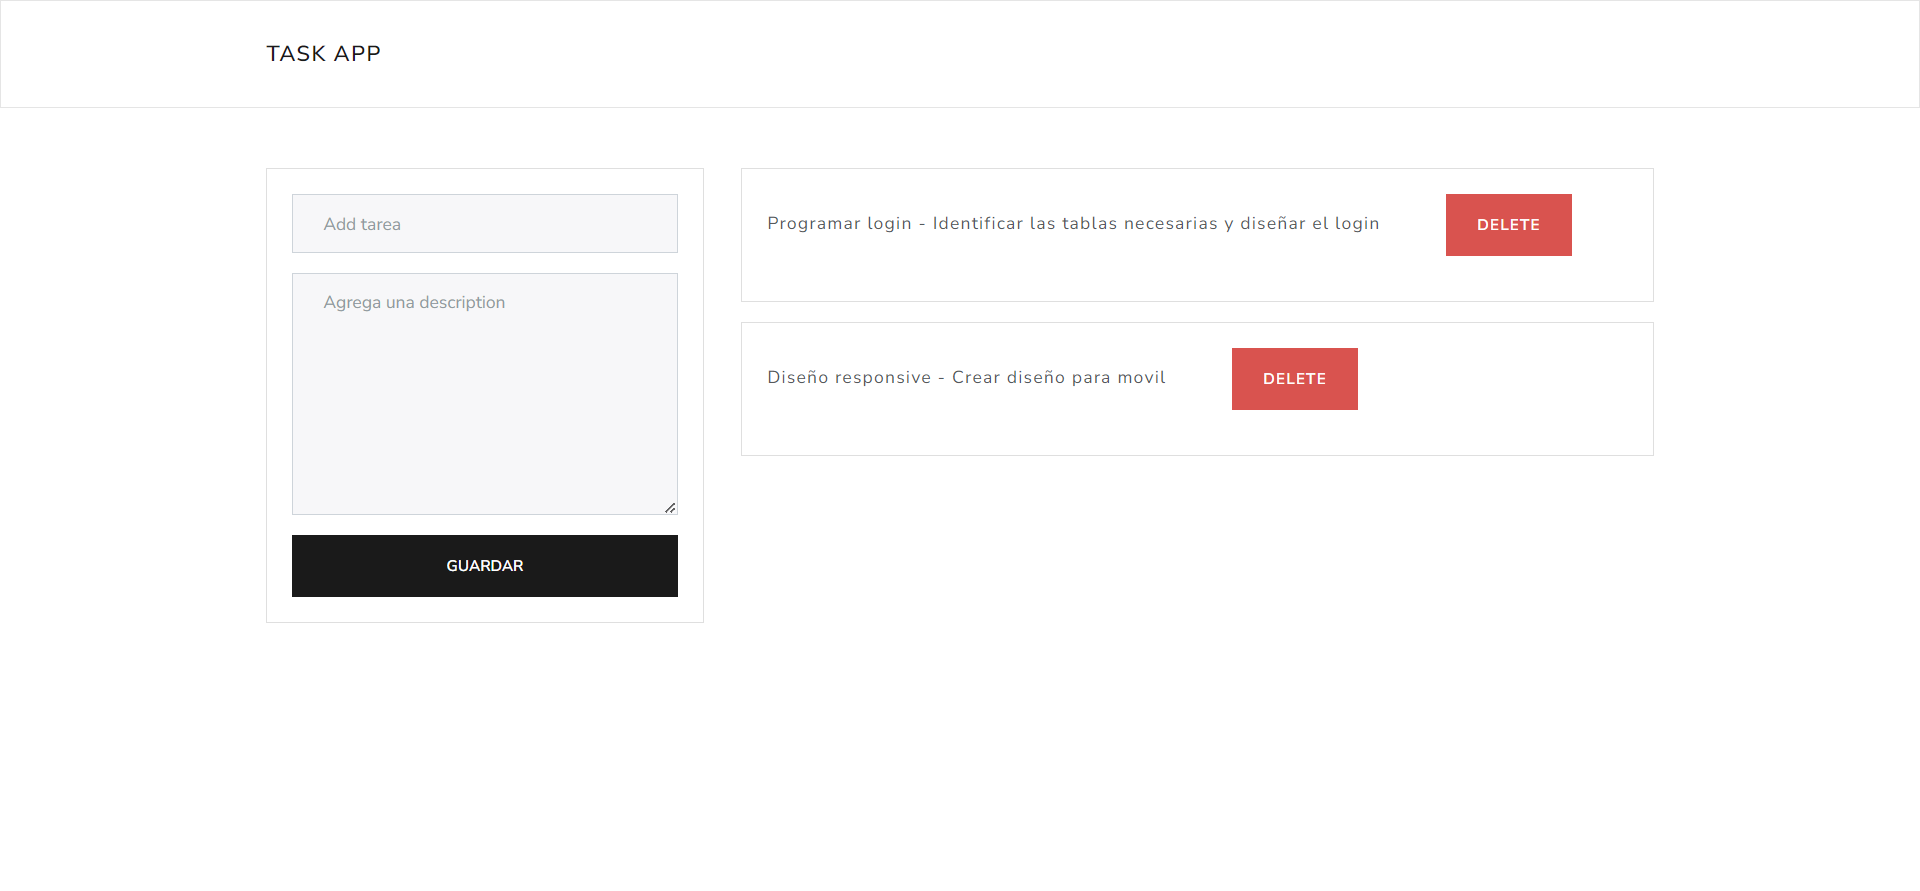 TASK APP
Add tarea
Agrega una description
GUARDAR
Programar login - Identificar las tablas necesarias y diseñar el login
DELETE
Diseño responsive - Crear diseño para movil
DELETE